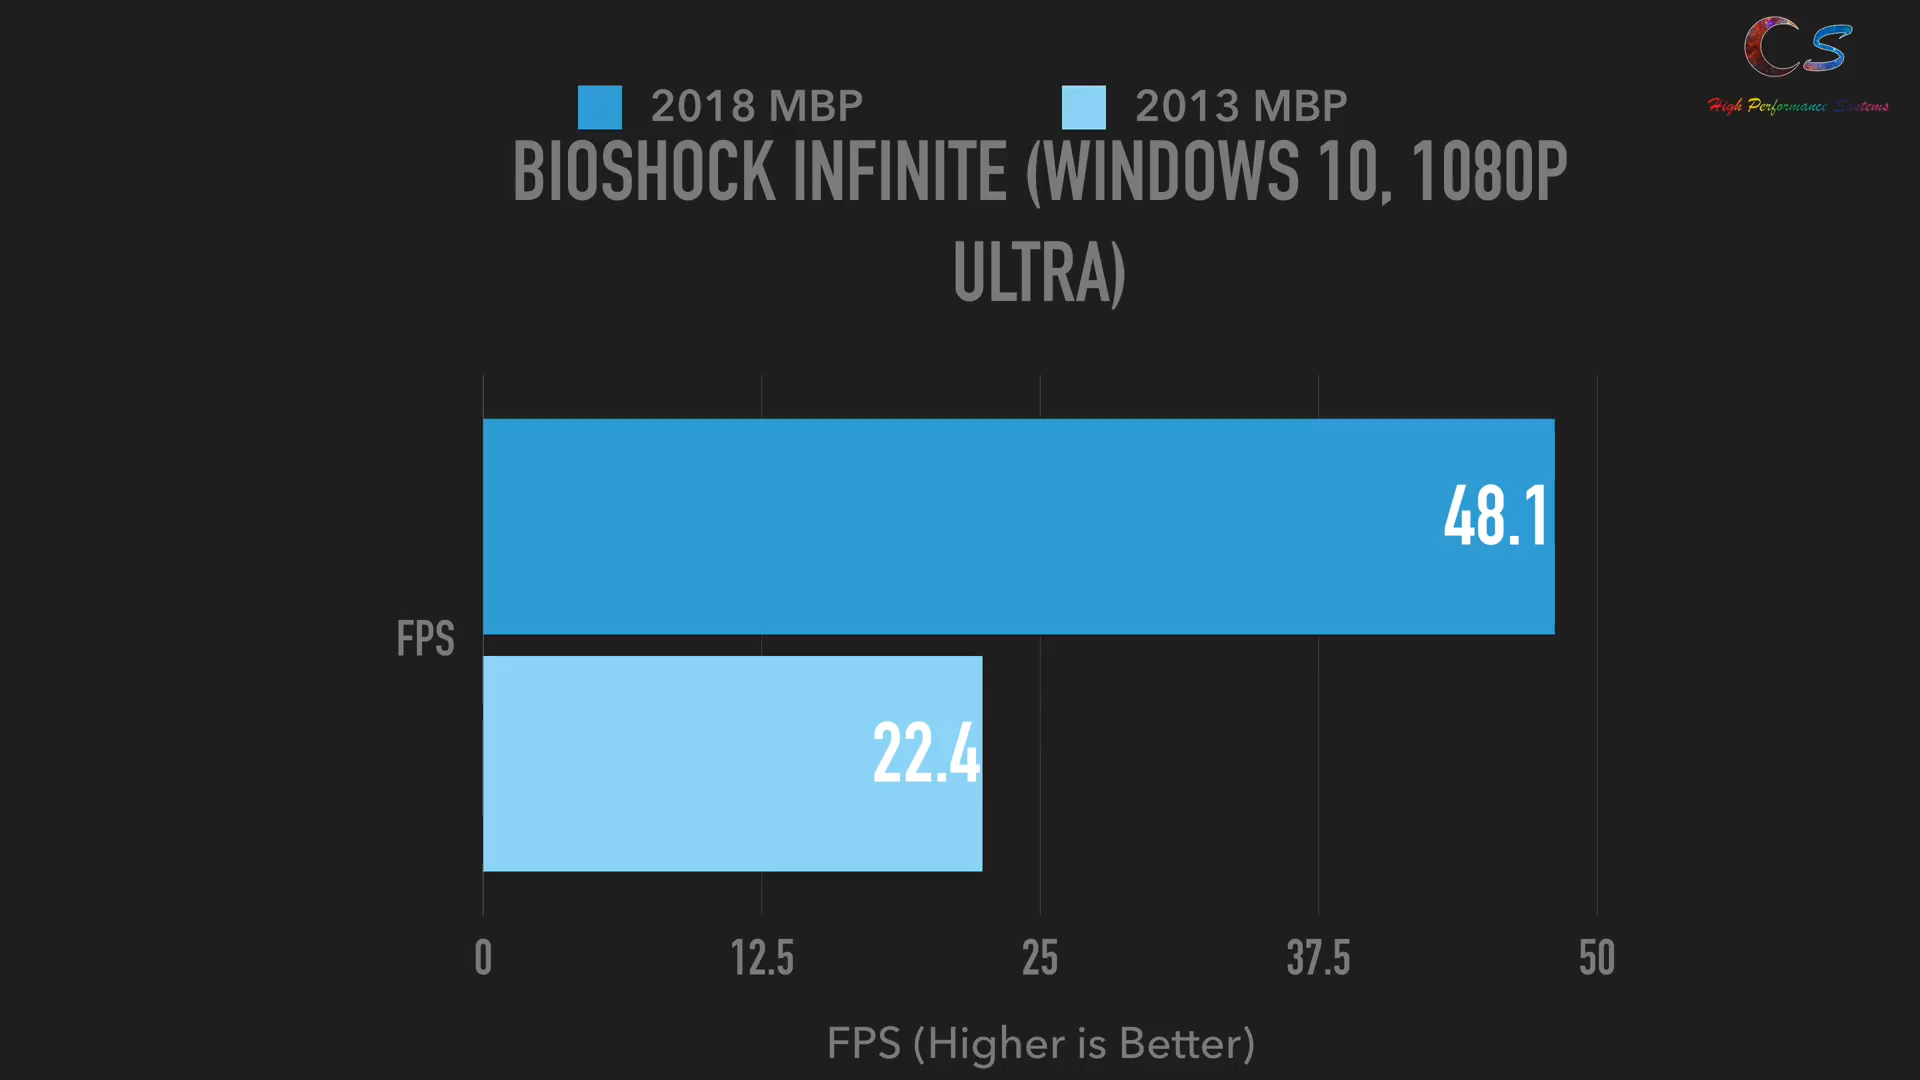 CS
High Performance Systems
2018 MBP 2013 MBP
BIOSHOCK INFINITE (WINDOWS 10, 1080P
ULTRA)
48.1
FPS
22.4
0 12.5 25 37.5 50
FPS (Higher is Better)